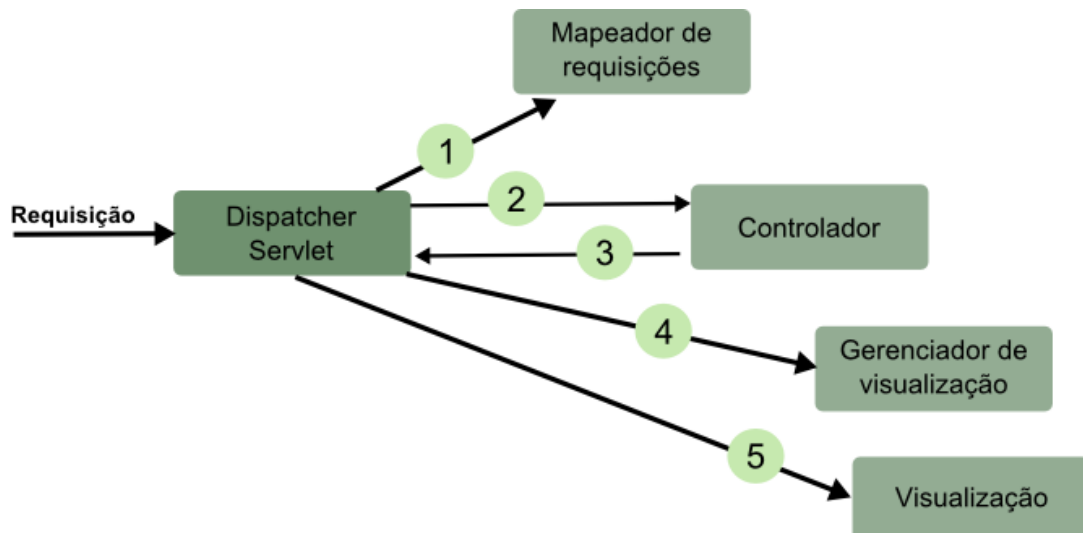 Mapeador de
requisições
1
2
Requisição
Dispatcher
Servlet
Controlador
3
4
Gerenciador de
visualização
5
Visualização